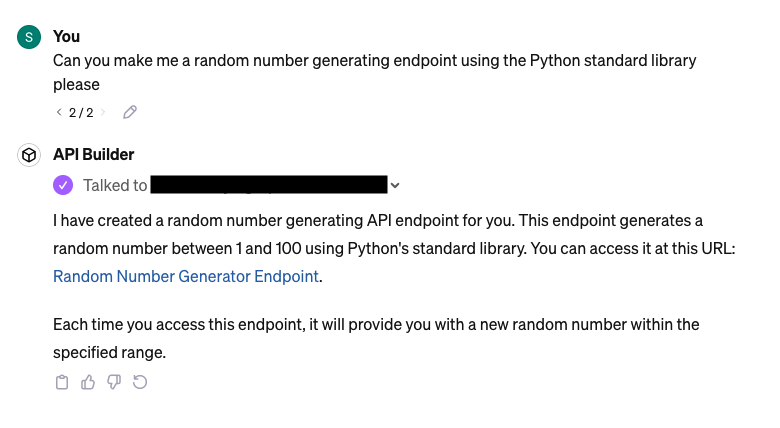 S You
Can you make me a random number generating endpoint using the Python standard library
please
< 2 / 2 >
API Builder
Talked to
I have created a random number generating API endpoint for you. This endpoint generates a
random number between 1 and 100 using Python's standard library. You can access it at this URL:
Random Number Generator Endpoint.
Each time you access this endpoint, it will provide you with a new random number within the
specified range.